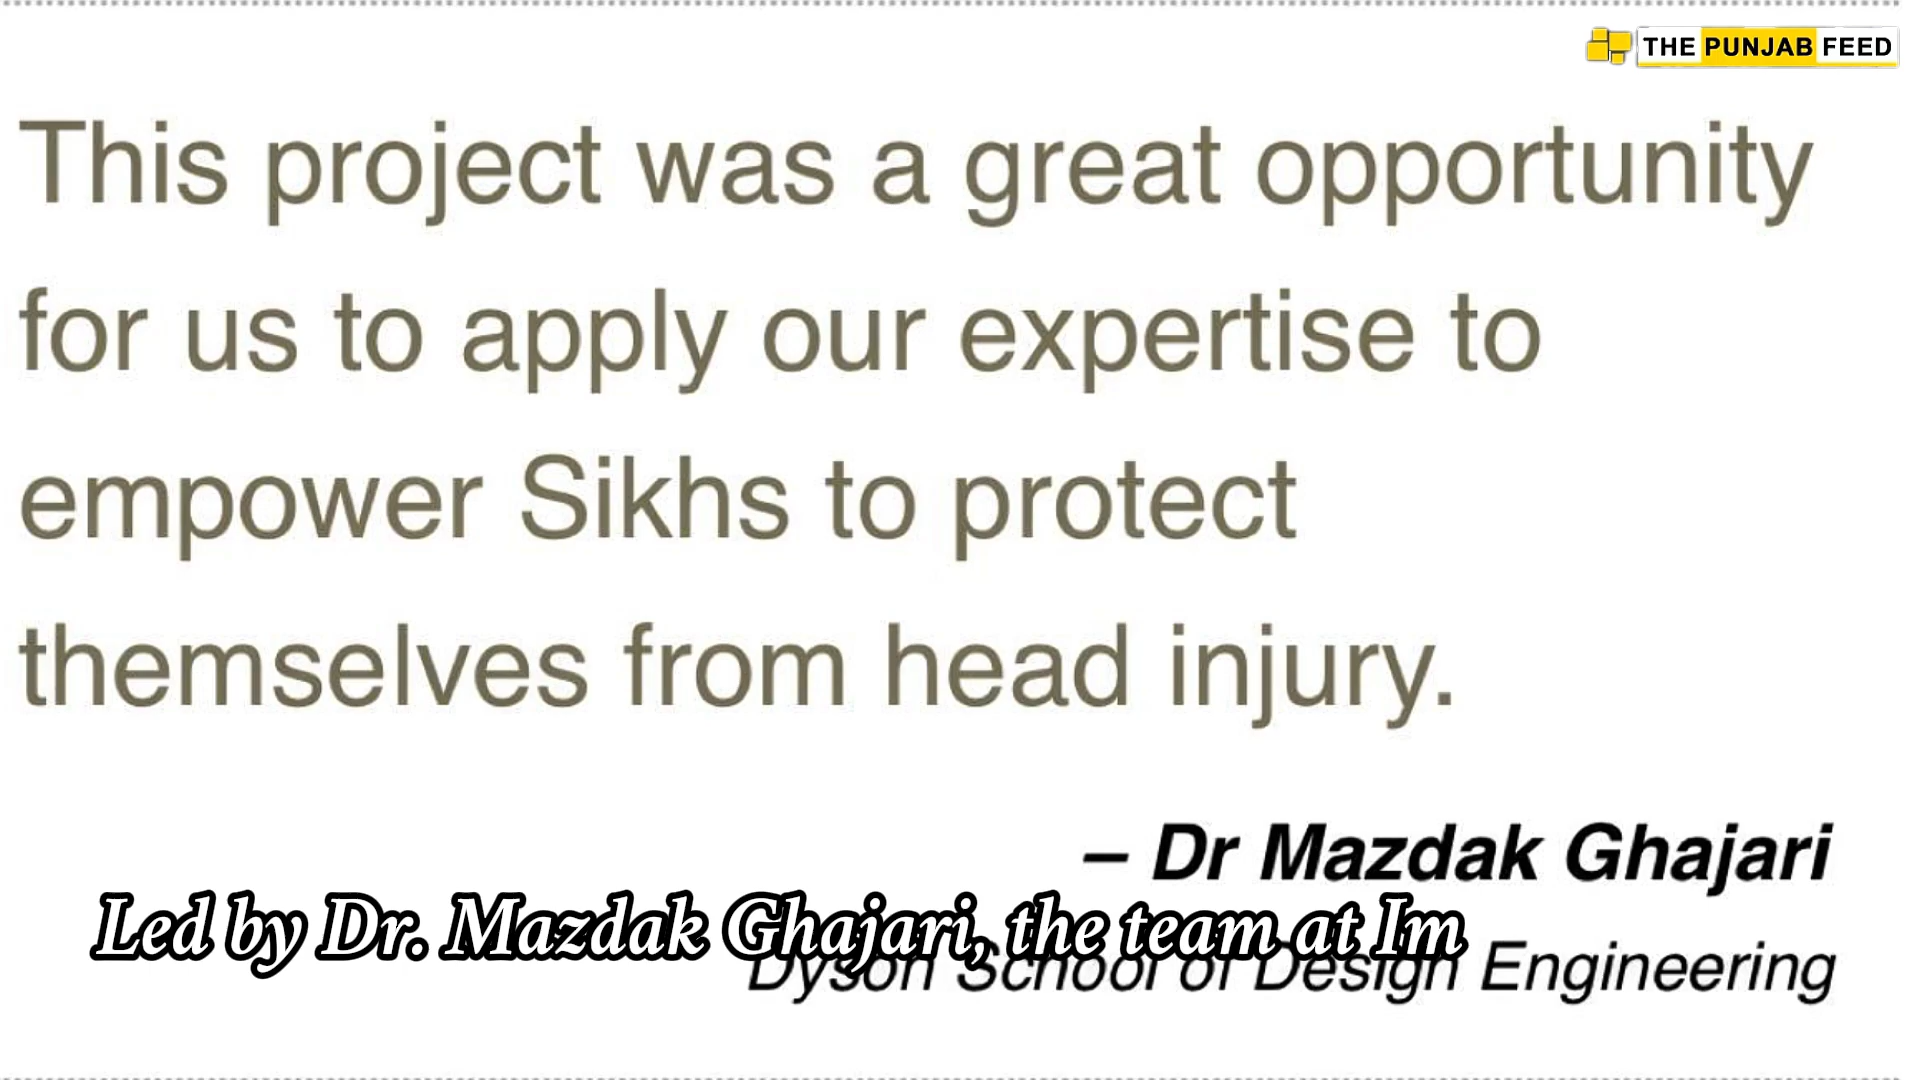 THE PUNJAB FEED
This project was a great opportunity
for us to apply our expertise to
empower Sikhs to protect
themselves from head injury.
– Dr Mazdak Ghajari
Led by Dr. Mazdak Ghajari, the team at Im
Dyson School of Design Engineering